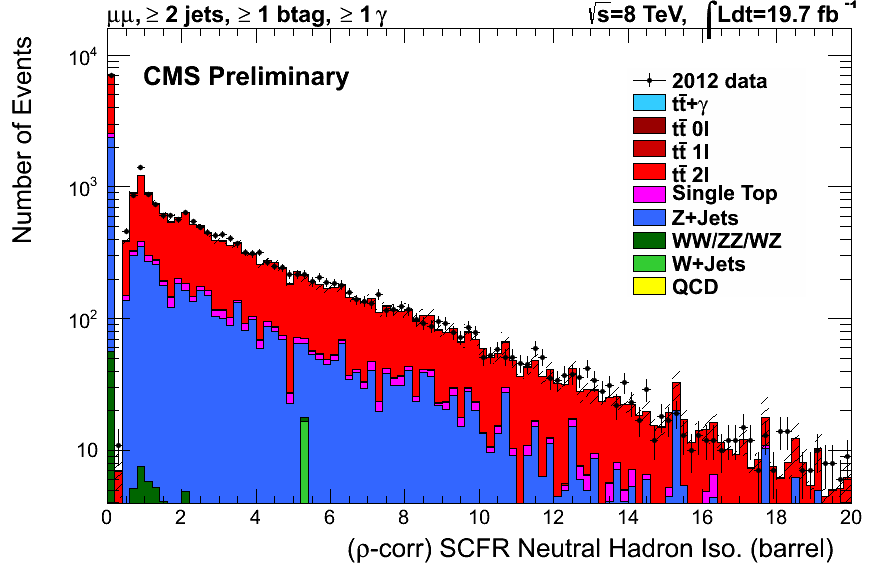 μμ, ≥ 2 jets, ≥ 1 btag, ≥ 1 γ
√s=8 TeV, ∫Ldt=19.7 fb⁻¹
CMS Preliminary
Number of Events
10⁴
10³
10²
10
2012 data
tt̄+γ
tt̄ 0l
tt̄ 1l
tt̄ 2l
Single Top
Z+Jets
WW/ZZ/WZ
W+Jets
QCD
0 2 4 6 8 10 12 14 16 18 20
(ρ-corr) SCFR Neutral Hadron Iso. (barrel)